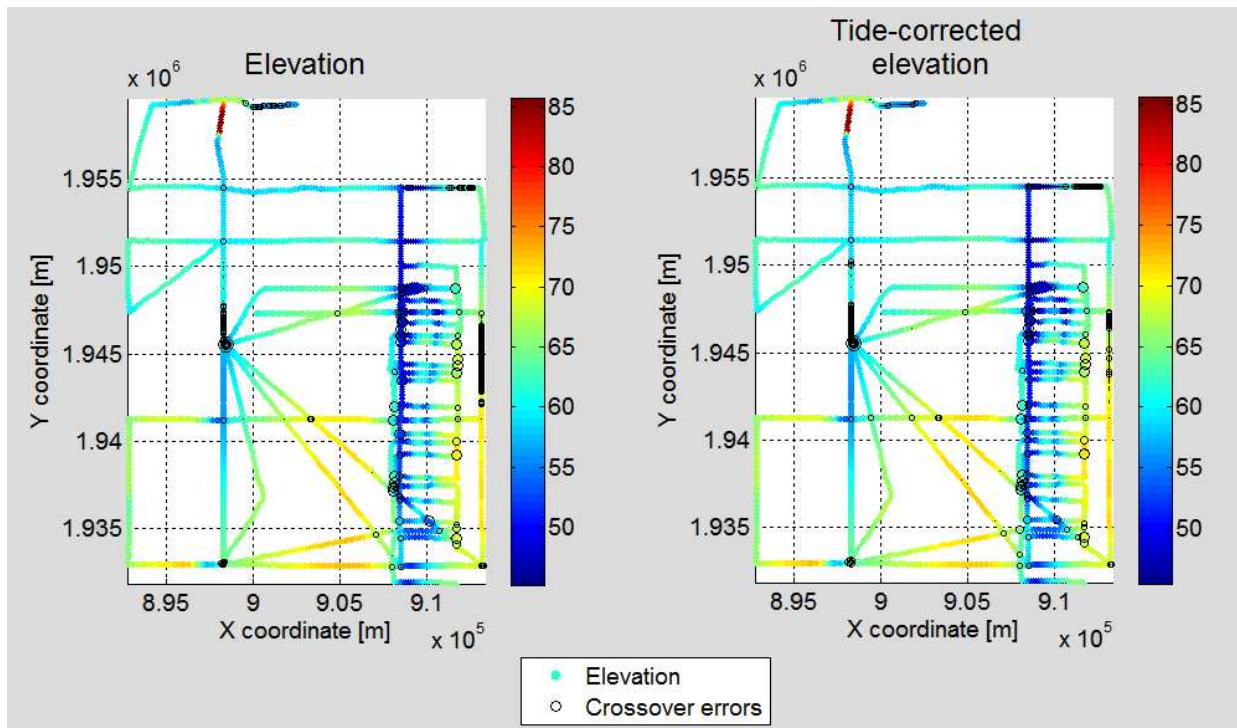 Elevation
x 10 6
1.955
1.95
1.945
1.94
1.935
Y coordinate [m]
8.95 9 9.05 9.1
X coordinate [m]
x 10 5
85
80
75
70
65
60
55
50
Tide-corrected
elevation
x 10 6
1.955
1.95
1.945
1.94
1.935
Y coordinate [m]
8.95 9 9.05 9.1
X coordinate [m]
x 10 5
85
80
75
70
65
60
55
50
Elevation
Crossover errors